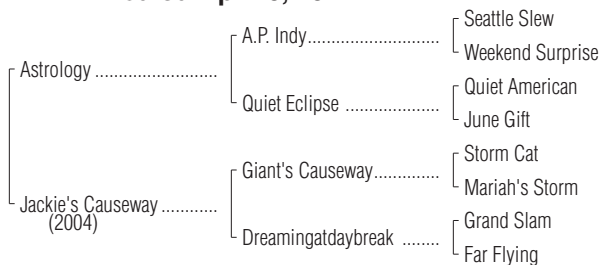 Seattle Slew
A.P. Indy
Weekend Surprise
Astrology
Quiet American
Quiet Eclipse
June Gift
Storm Cat
Giant's Causeway
Mariah's Storm
Jackie's Causeway
(2004)
Grand Slam
Dreamingatdaybreak
Far Flying